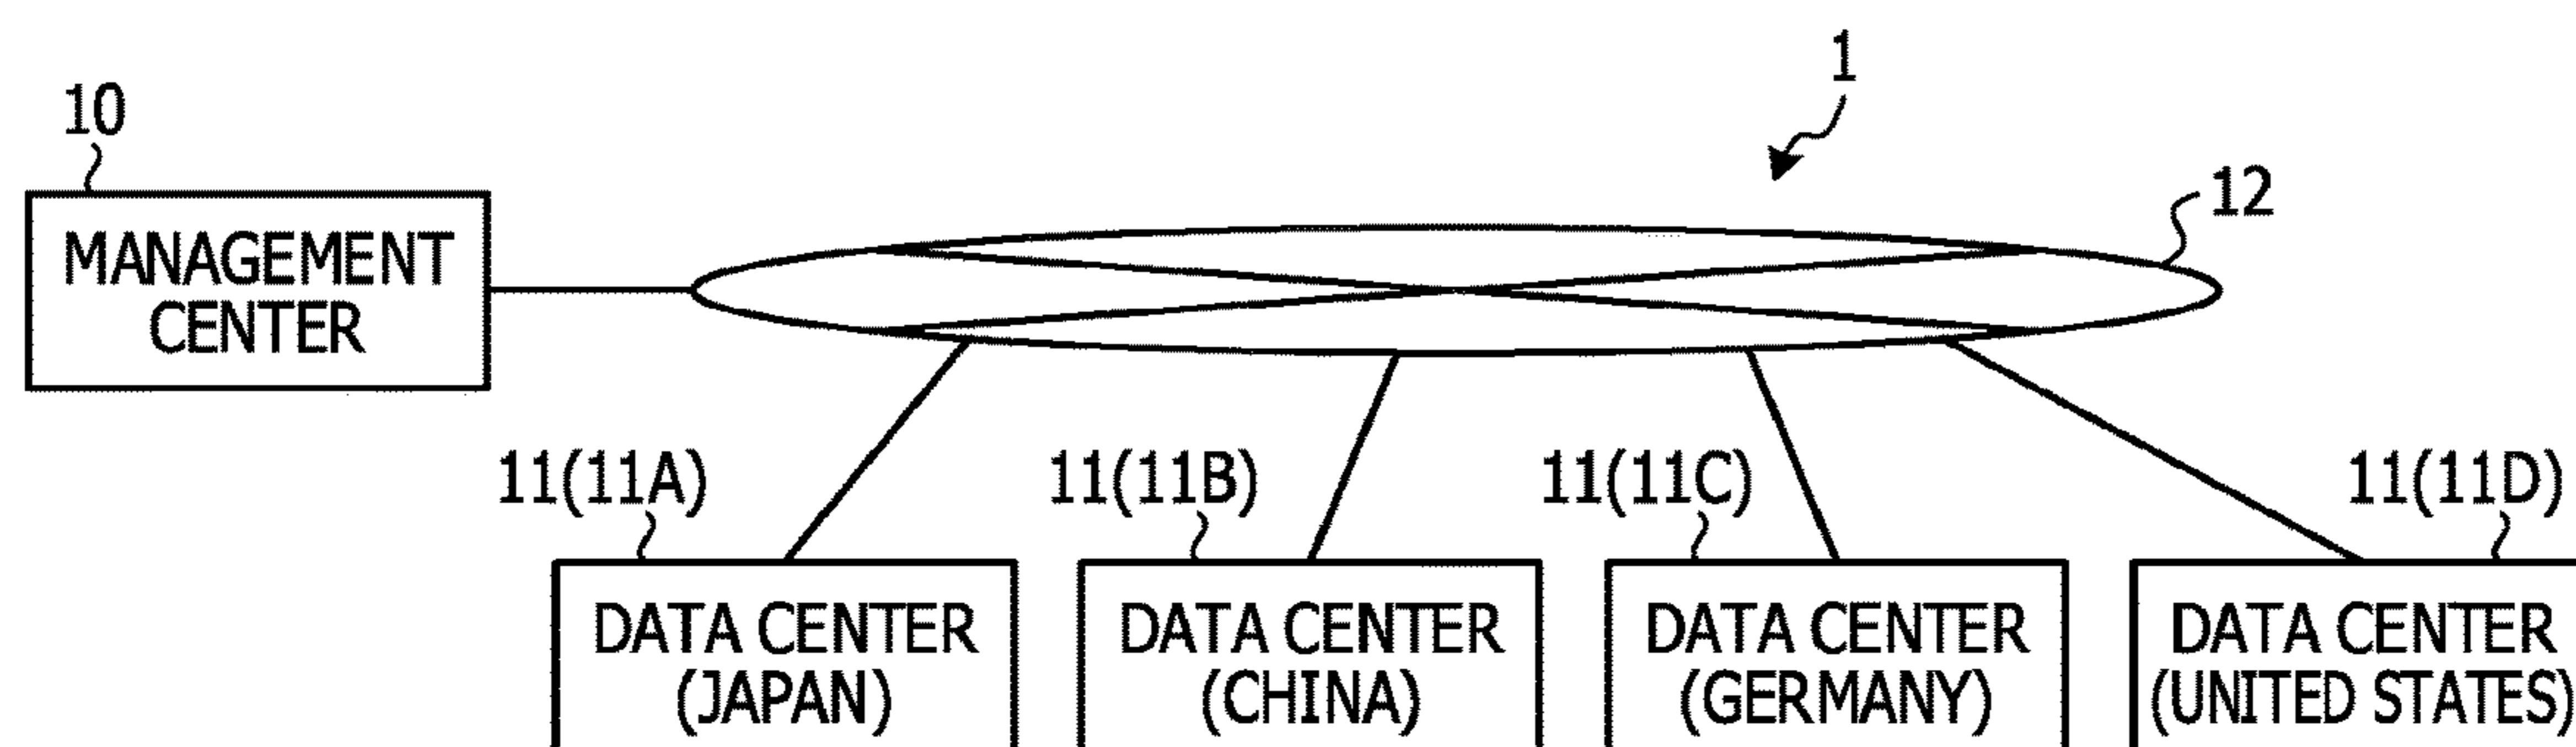 1
10
12
MANAGEMENT
CENTER
11(11A)
11(11B)
11(11C)
11(11D)
DATA CENTER
(JAPAN)
DATA CENTER
(CHINA)
DATA CENTER
(GERMANY)
DATA CENTER
(UNITED STATES)